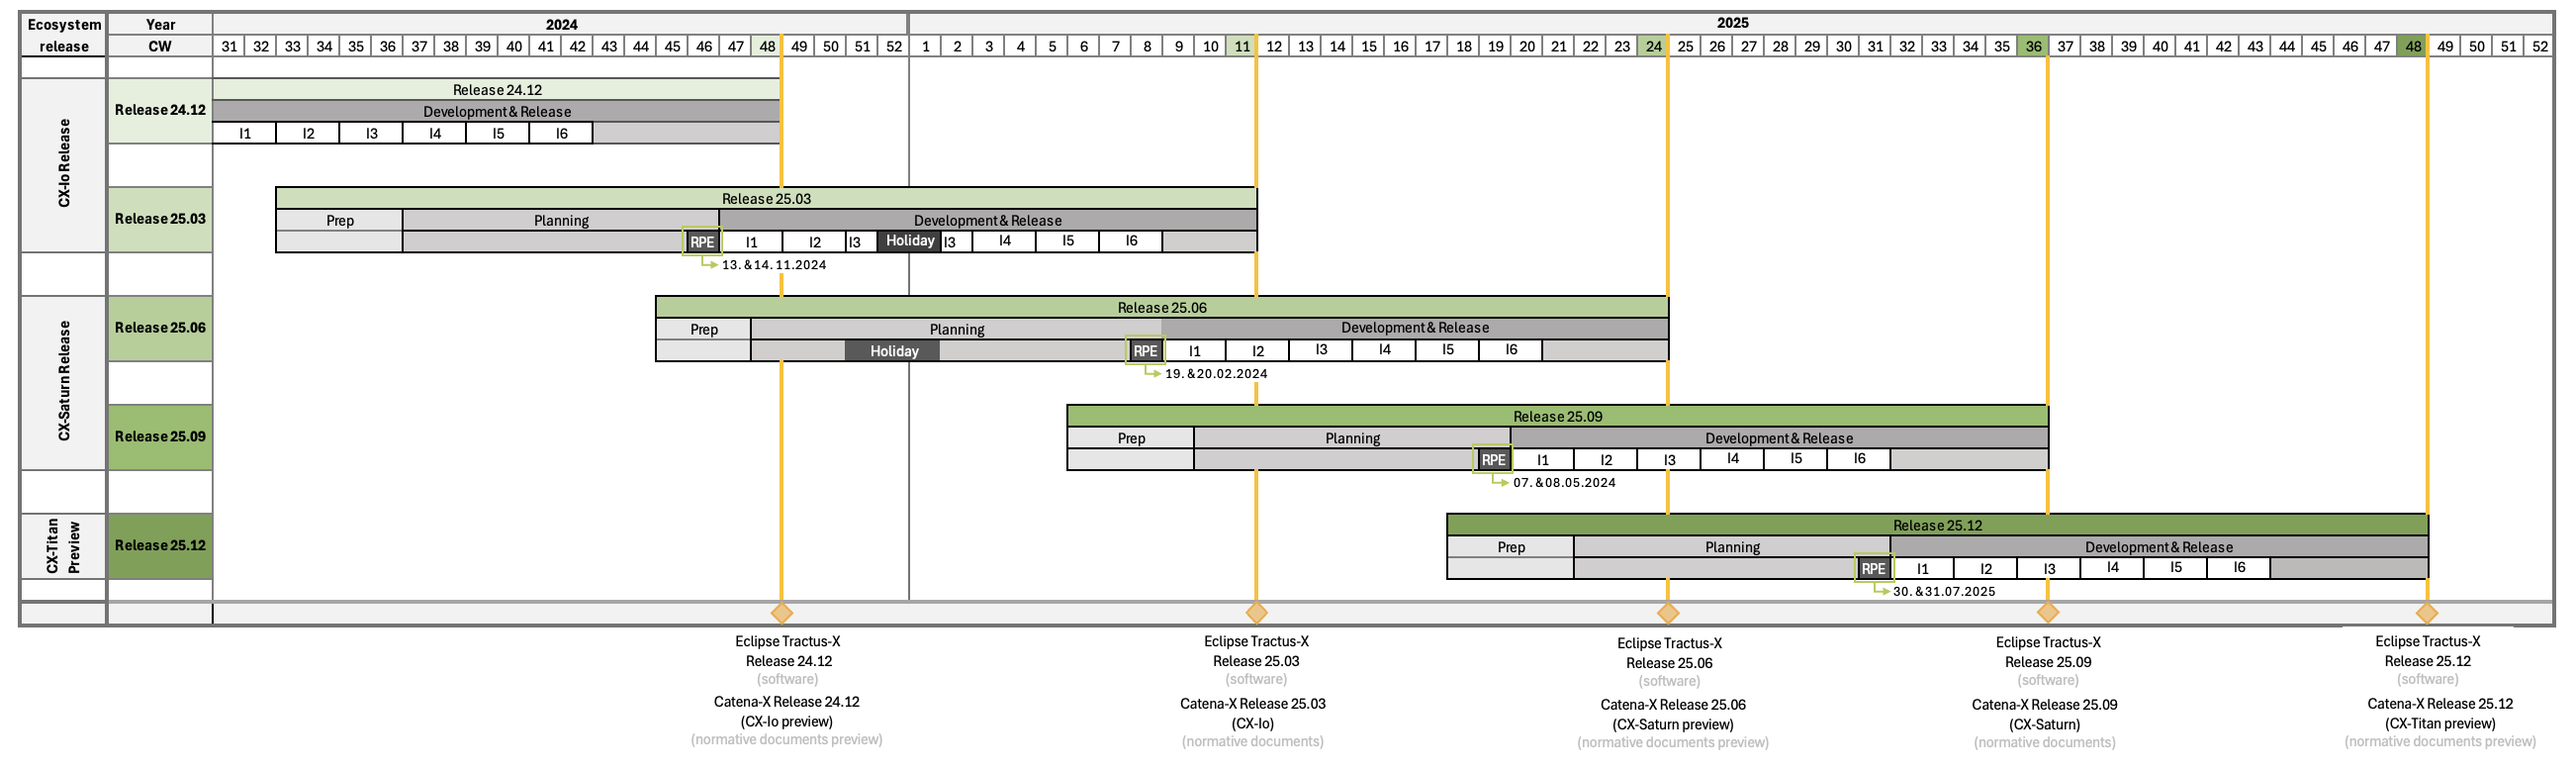 Ecosystem release
Year
2024
2025
CW
31 32 33 34 35 36 37 38 39 40 41 42 43 44 45 46 47 48 49 50 51 52 1 2 3 4 5 6 7 8 9 10 11 12 13 14 15 16 17 18 19 20 21 22 23 24 25 26 27 28 29 30 31 32 33 34 35 36 37 38 39 40 41 42 43 44 45 46 47 48 49 50 51 52
CX-Io Release
Release 24.12
Release 24.12
Development & Release
I1 I2 I3 I4 I5 I6
Release 25.03
Release 25.03
Prep Planning Development & Release
RPE I1 I2 I3 Holiday I3 I4 I5 I6
13. & 14. 11.2024
CX-Saturn Release
Release 25.06
Release 25.06
Prep Planning Development & Release
Holiday RPE I1 I2 I3 I4 I5 I6
19. & 20.02.2024
Release 25.09
Release 25.09
Prep Planning Development & Release
RPE I1 I2 I3 I4 I5 I6
07. & 08.05.2024
CX-Titan
Preview
Release 25.12
Release 25.12
Prep Planning Development & Release
RPE I1 I2 I3 I4 I5 I6
30. & 31.07.2025
Eclipse Tractus-X
Release 24.12
(software)
Catena-X Release 24.12
(CX-Io preview)
(normative documents preview)
Eclipse Tractus-X
Release 25.03
(software)
Catena-X Release 25.03
(CX-Io)
(normative documents)
Eclipse Tractus-X
Release 25.06
(software)
Catena-X Release 25.06
(CX-Saturn preview)
(normative documents preview)
Eclipse Tractus-X
Release 25.09
(software)
Catena-X Release 25.09
(CX-Saturn)
(normative documents)
Eclipse Tractus-X
Release 25.12
(software)
Catena-X Release 25.12
(CX-Titan preview)
(normative documents preview)